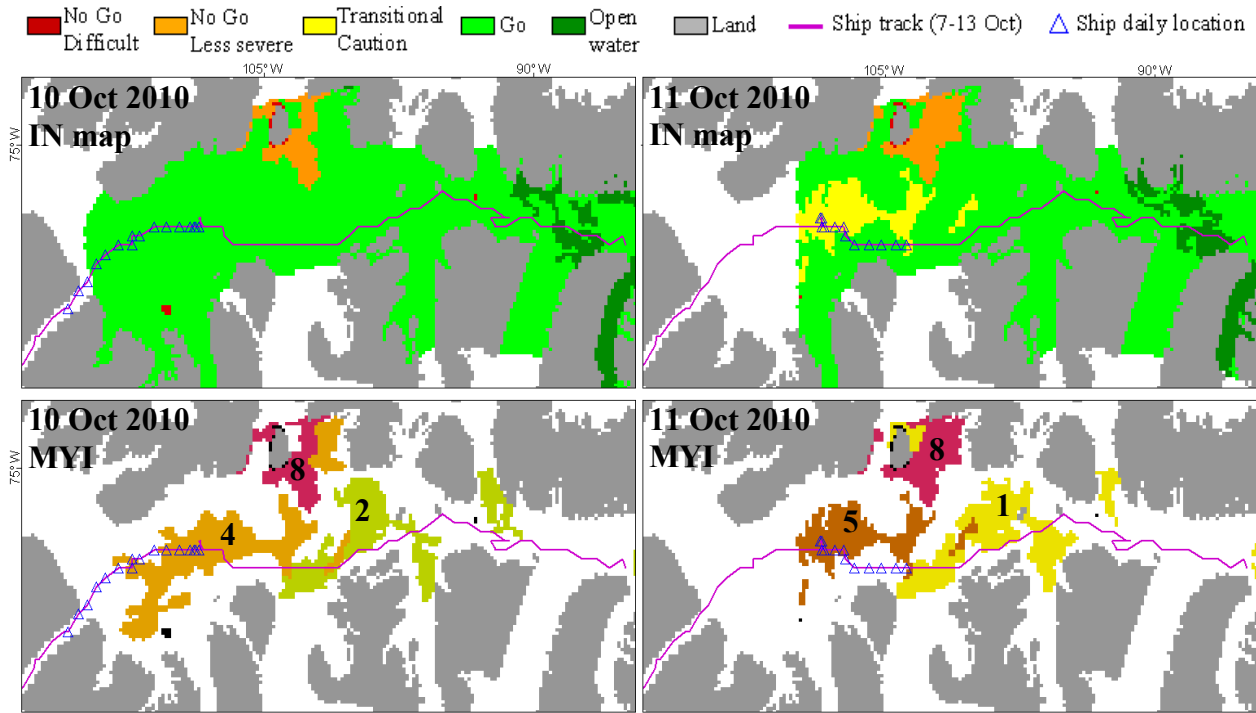 No Go
Difficult
No Go
Less severe
Transitional
Caution
Go
Open
water
Land
Ship track (7-13 Oct)
Ship daily location
105°W
90°W
105°W
90°W
10 Oct 2010
IN map
75°W
11 Oct 2010
IN map
75°W
10 Oct 2010
MYI
75°W
8
2
4
11 Oct 2010
MYI
75°W
8
1
5